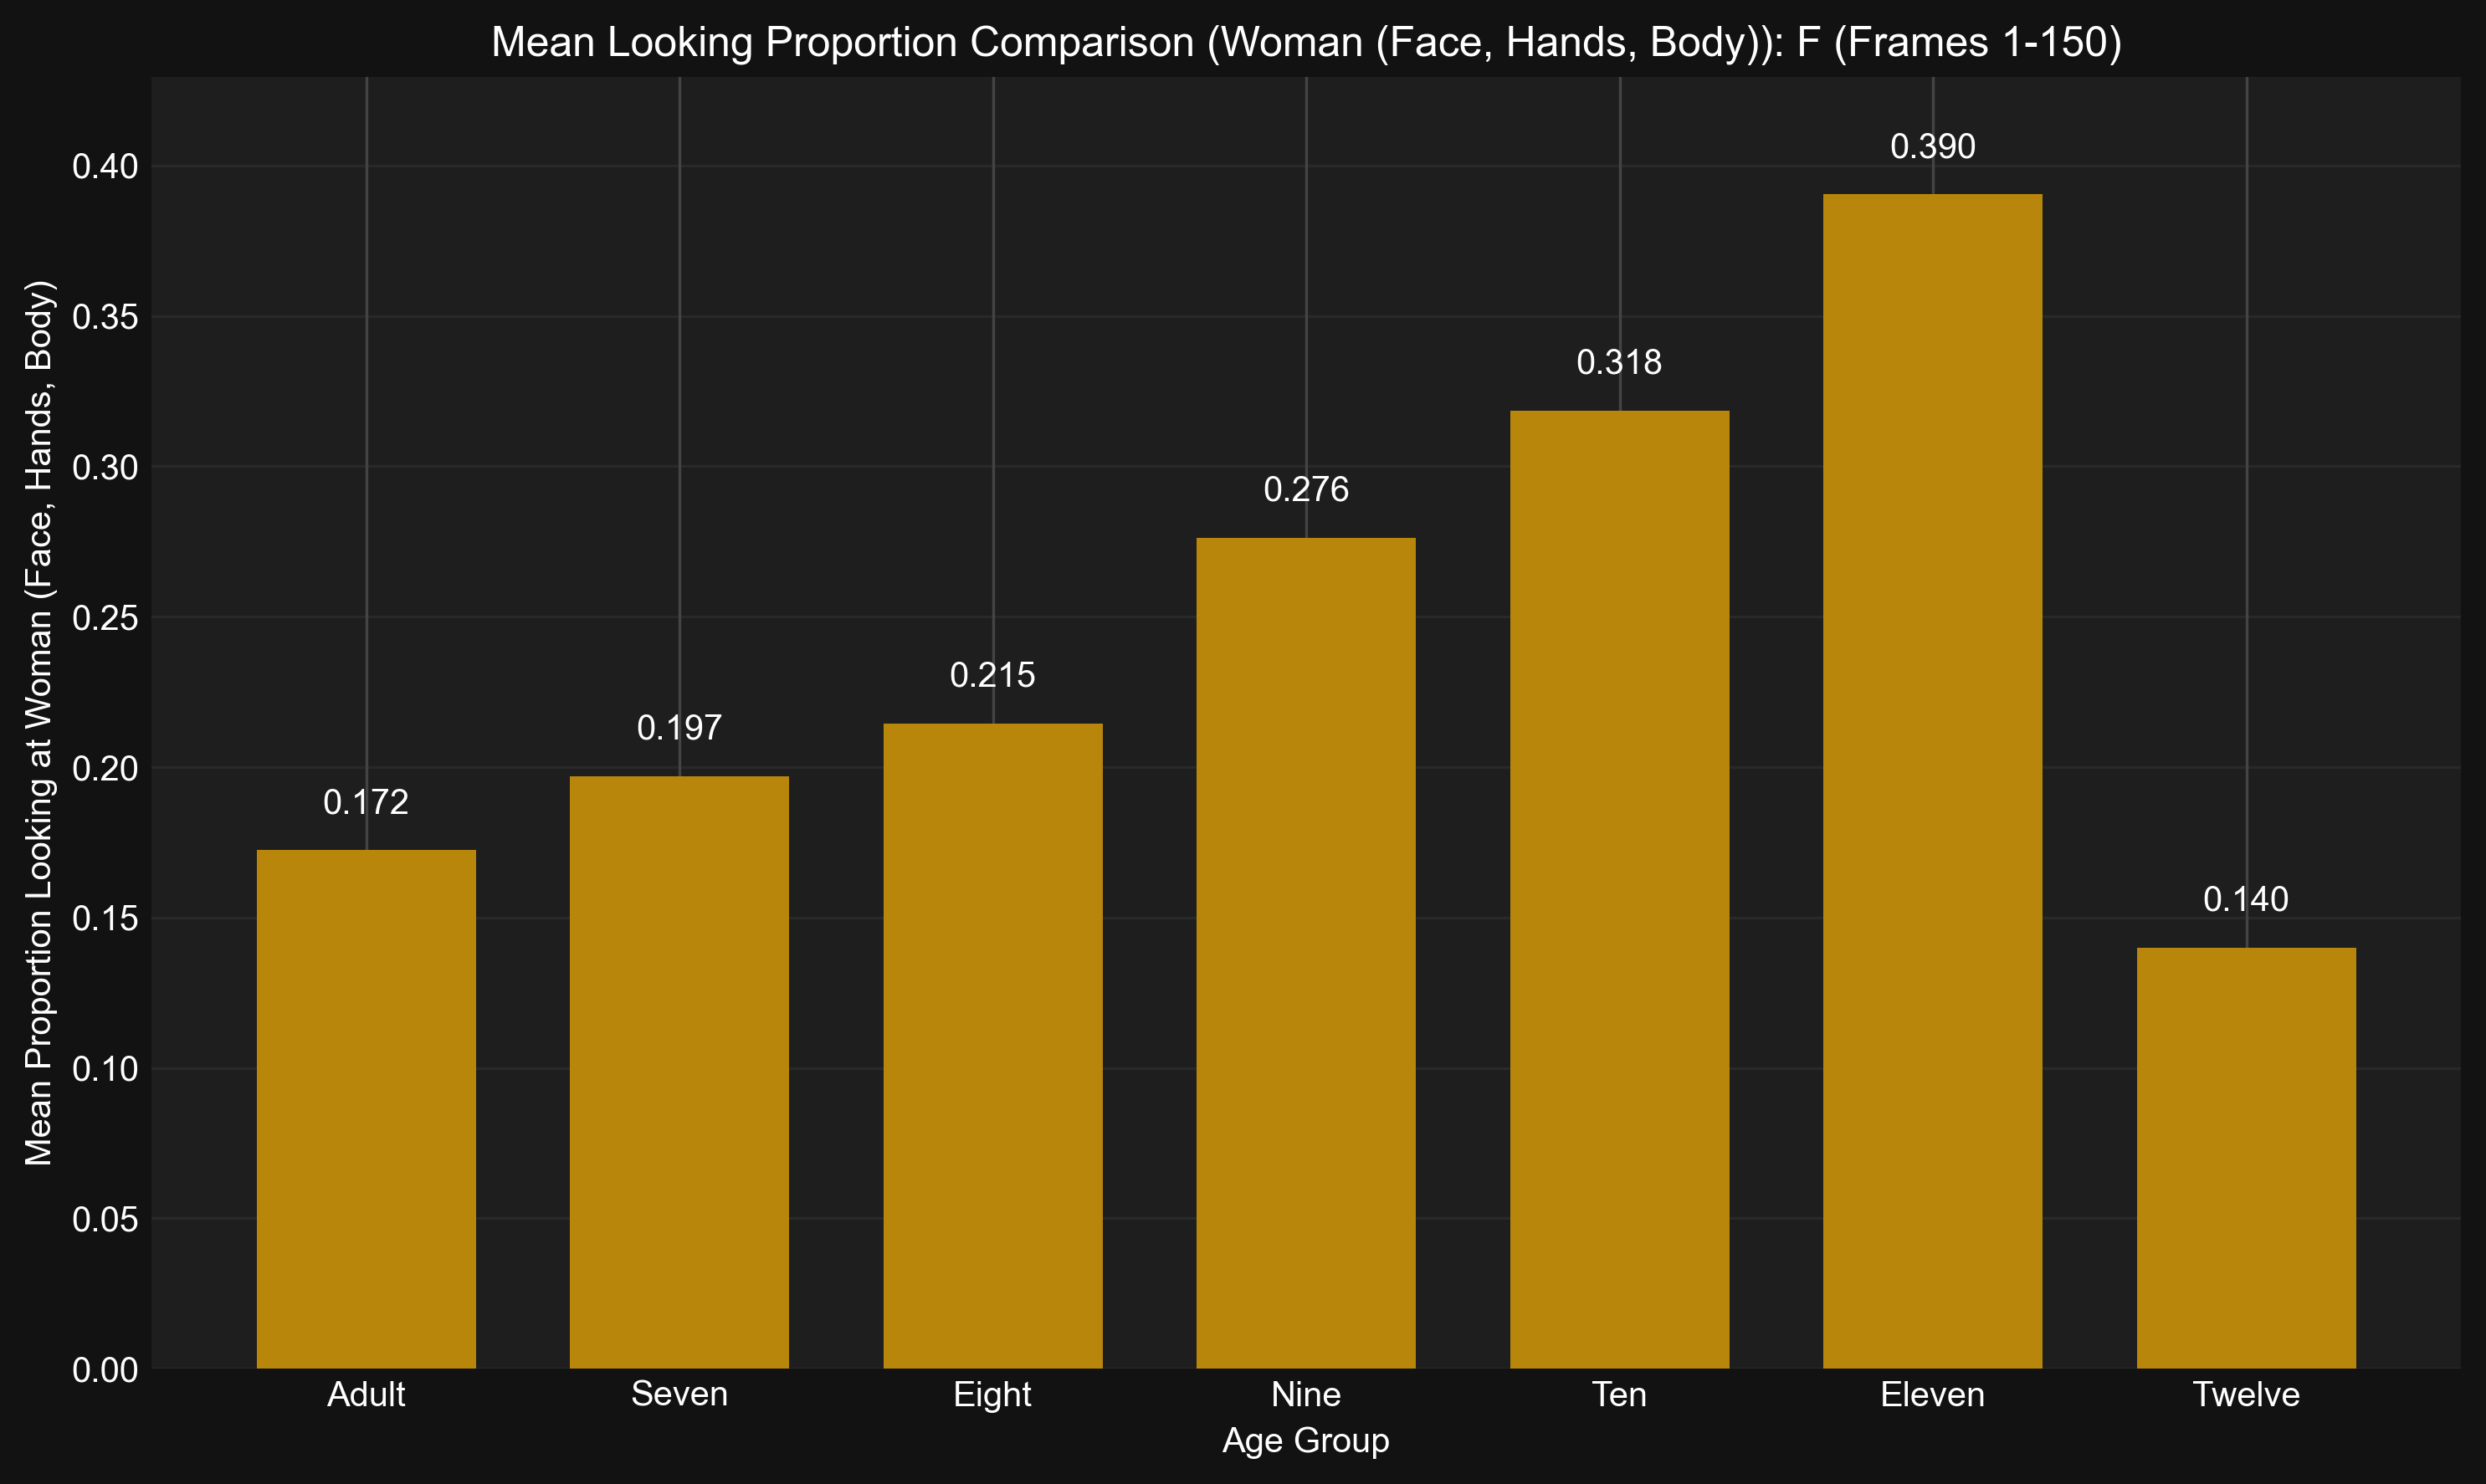 Mean Looking Proportion Comparison (Woman (Face, Hands, Body)): F (Frames 1-150)
Mean Proportion Looking at Woman (Face, Hands, Body)
0.40
0.35
0.30
0.25
0.20
0.15
0.10
0.05
0.00
0.172
0.197
0.215
0.276
0.318
0.390
0.140
Adult
Seven
Eight
Nine
Ten
Eleven
Twelve
Age Group